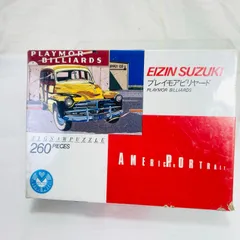 PLAYMOR
BILLIARDS
EIZIN SUZUKI
プレイモアビリヤード
PLAYMOR BILLIARDS
JIGSAW PUZZLE
260 PIECES
AMERICAN PORTRAIT